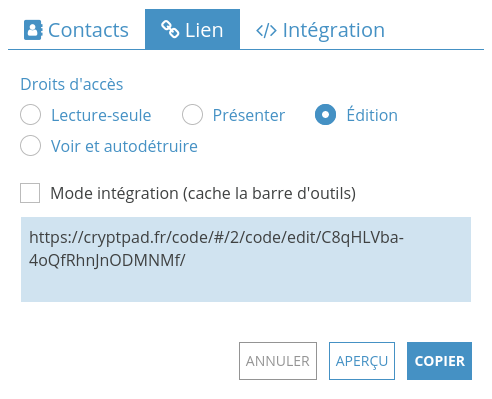 Contacts Lien Intégration
Droits d'accès
Lecture-seule Présenter Édition
Voir et autodétruire
Mode intégration (cache la barre d'outils)
https://cryptpad.fr/code/#/2/code/edit/C8qHLVba-
4oQfRhnJnODMNMf/
ANNULER APERÇU COPIER